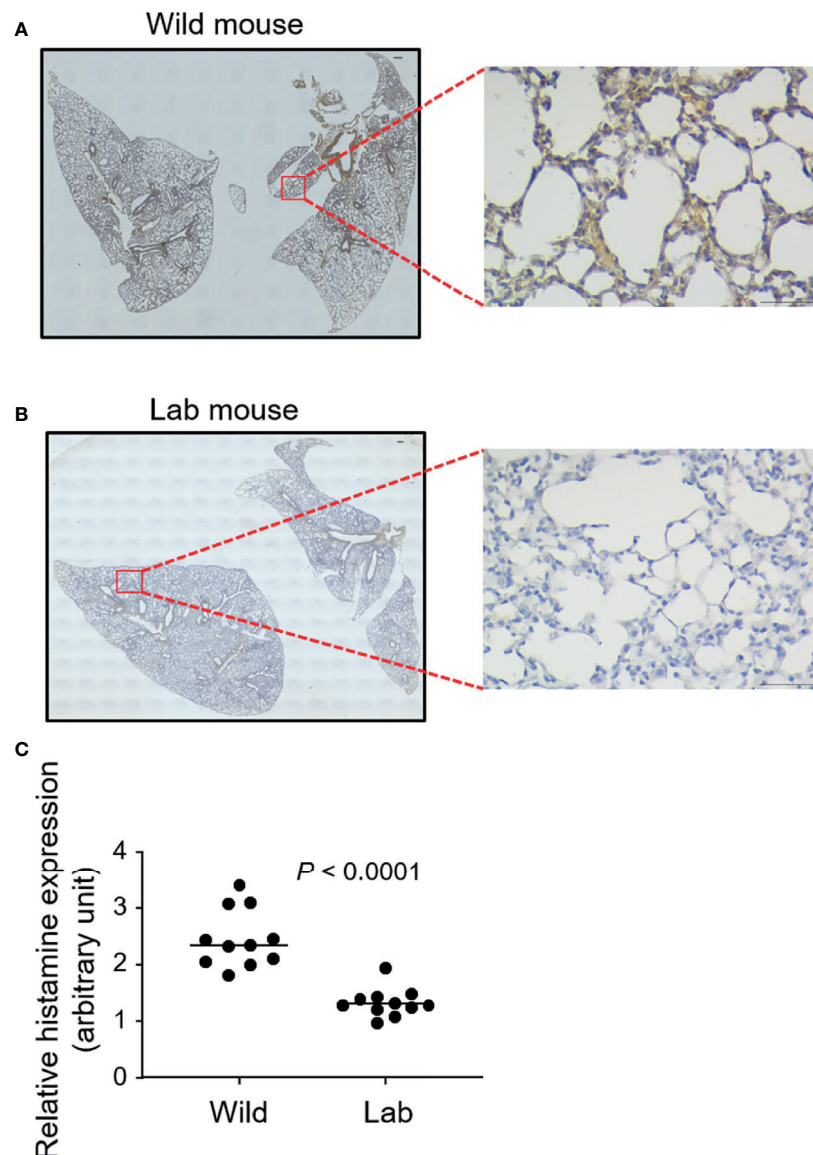 A
Wild mouse
B
Lab mouse
C
Relative histamine expression
(arbitrary unit)
4
3
2
1
0
P < 0.0001
Wild
Lab